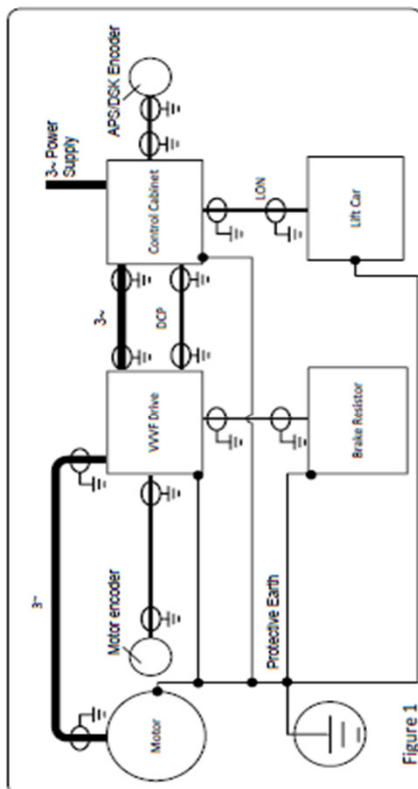 3~ Power
Supply
APS/DSK Encoder
Control Cabinet
LON
Lift Car
3~
DCP
VVVF Drive
Brake Resistor
3~
Motor encoder
Motor
Protective Earth
Figure 1